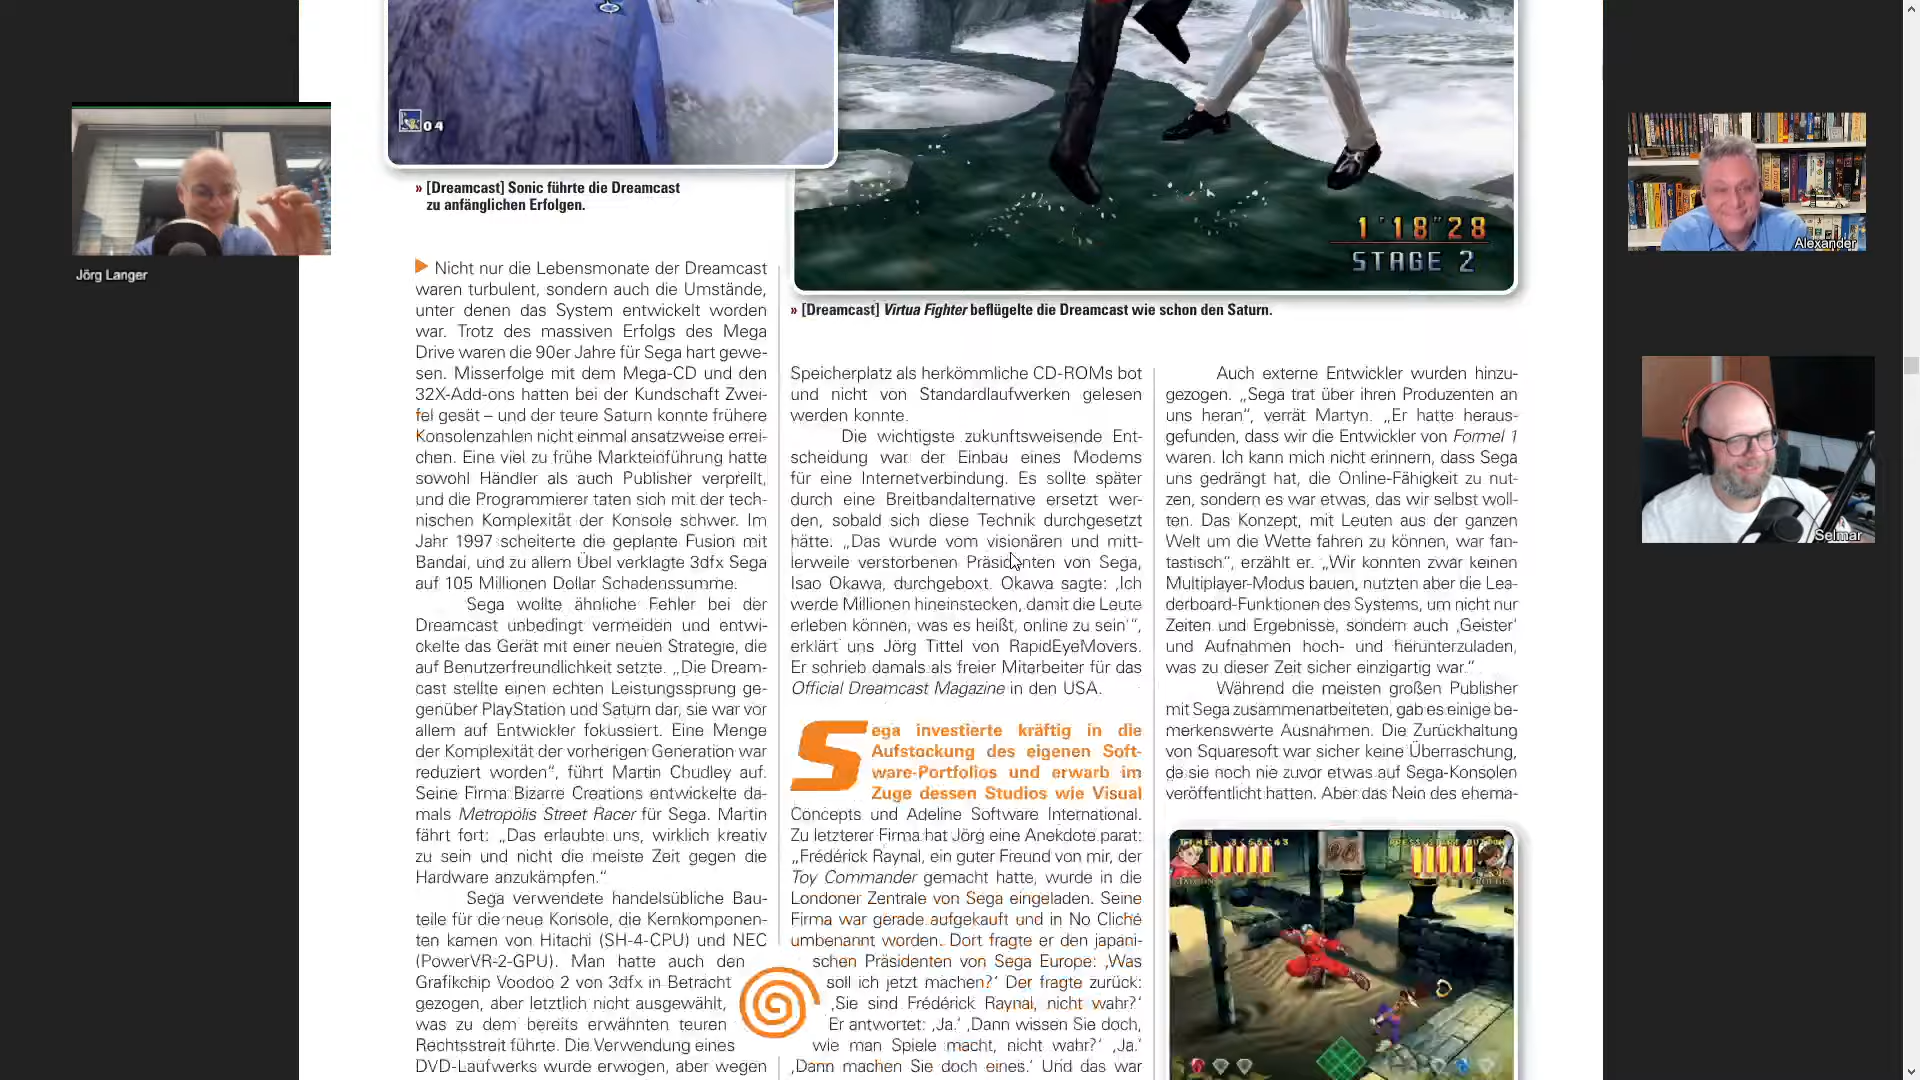 04
» [Dreamcast] Sonic führte die Dreamcast
zu anfänglichen Erfolgen.
1'18"28
STAGE 2
» [Dreamcast] Virtua Fighter beflügelte die Dreamcast wie schon den Saturn.
Jörg Langer
Alexander
Selmar
Nicht nur die Lebensmonate der Dreamcast
waren turbulent, sondern auch die Umstände,
unter denen das System entwickelt worden
war. Trotz des massiven Erfolgs des Mega
Drive waren die 90er Jahre für Sega hart gewe-
sen. Misserfolge mit dem Mega-CD und den
32X-Add-ons hatten bei der Kundschaft Zwei-
fel gesät – und der teure Saturn konnte frühere
Konsolenzahlen nicht einmal ansatzweise errei-
chen. Eine viel zu frühe Markteinführung hatte
sowohl Händler als auch Publisher verprellt,
und die Programmierer taten sich mit der tech-
nischen Komplexität der Konsole schwer. Im
Jahr 1997 scheiterte die geplante Fusion mit
Bandai, und zu allem Übel verklagte 3dfx Sega
auf 105 Millionen Dollar Schadenssumme.
Sega wollte ähnliche Fehler bei der
Dreamcast unbedingt vermeiden und entwi-
ckelte das Gerät mit einer neuen Strategie, die
auf Benutzerfreundlichkeit setzte. „Die Dream-
cast stellte einen echten Leistungssprung ge-
genüber PlayStation und Saturn dar, sie war vor
allem auf Entwickler fokussiert. Eine Menge
der Komplexität der vorherigen Generation war
reduziert worden“, führt Martin Chudley auf.
Seine Firma Bizarre Creations entwickelte da-
mals Metropolis Street Racer für Sega. Martin
fährt fort: „Das erlaubte uns, wirklich kreativ
zu sein und nicht die meiste Zeit gegen die
Hardware anzukämpfen.“
Sega verwendete handelsübliche Bau-
teile für die neue Konsole, die Kernkomponen-
ten kamen von Hitachi (SH-4-CPU) und NEC
(PowerVR-2-GPU). Man hatte auch den
Grafikchip Voodoo 2 von 3dfx in Betracht
gezogen, aber letztlich nicht ausgewählt,
was zu dem bereits erwähnten teuren
Rechtsstreit führte. Die Verwendung eines
DVD-Laufwerks wurde erwogen, aber wegen
Speicherplatz als herkömmliche CD-ROMs bot
und nicht von Standardlaufwerken gelesen
werden konnte.
Die wichtigste zukunftsweisende Ent-
scheidung war der Einbau eines Modems
für eine Internetverbindung. Es sollte später
durch eine Breitbandalternative ersetzt wer-
den, sobald sich diese Technik durchgesetzt
hätte. „Das wurde vom visionären und mitt-
lerweile verstorbenen Präsidenten von Sega,
Isao Okawa, durchgeboxt. Okawa sagte: ‚Ich
werde Millionen hineinstecken, damit die Leute
erleben können, was es heißt, online zu sein‘“,
erklärt uns Jörg Tittel von RapidEyeMovers.
Er schrieb damals als freier Mitarbeiter für das
Official Dreamcast Magazine in den USA.
Sega investierte kräftig in die
Aufstockung des eigenen Soft-
ware-Portfolios und erwarb im
Zuge dessen Studios wie Visual
Concepts und Adeline Software International.
Zu letzterer Firma hat Jörg eine Anekdote parat:
„Frédérick Raynal, ein guter Freund von mir, der
Toy Commander gemacht hatte, wurde in die
Londoner Zentrale von Sega eingeladen. Seine
Firma war gerade aufgekauft und in No Cliché
umbenannt worden. Dort fragte er den japani-
schen Präsidenten von Sega Europe: ‚Was
soll ich jetzt machen?‘ Der fragte zurück:
‚Sie sind Frédérick Raynal, nicht wahr?‘
Er antwortet: ‚Ja.‘ ‚Dann wissen Sie doch,
wie man Spiele macht, nicht wahr?‘ ‚Ja.‘
‚Dann machen Sie doch eines.‘ Und das war
Auch externe Entwickler wurden hinzu-
gezogen. „Sega trat über ihren Produzenten an
uns heran“, verrät Martyn. „Er hatte heraus-
gefunden, dass wir die Entwickler von Formel 1
waren. Ich kann mich nicht erinnern, dass Sega
uns gedrängt hat, die Online-Fähigkeit zu nut-
zen, sondern es war etwas, das wir selbst woll-
ten. Das Konzept, mit Leuten aus der ganzen
Welt um die Wette fahren zu können, war fan-
tastisch“, erzählt er. „Wir konnten zwar keinen
Multiplayer-Modus bauen, nutzten aber die Lea-
derboard-Funktionen des Systems, um nicht nur
Zeiten und Ergebnisse, sondern auch ‚Geister‘
und Aufnahmen hoch- und herunterzuladen,
was zu dieser Zeit sicher einzigartig war.“
Während die meisten großen Publisher
mit Sega zusammenarbeiteten, gab es einige be-
merkenswerte Ausnahmen. Die Zurückhaltung
von Squaresoft war sicher keine Überraschung,
da sie noch nie zuvor etwas auf Sega-Konsolen
veröffentlicht hatten. Aber das Nein des ehema-